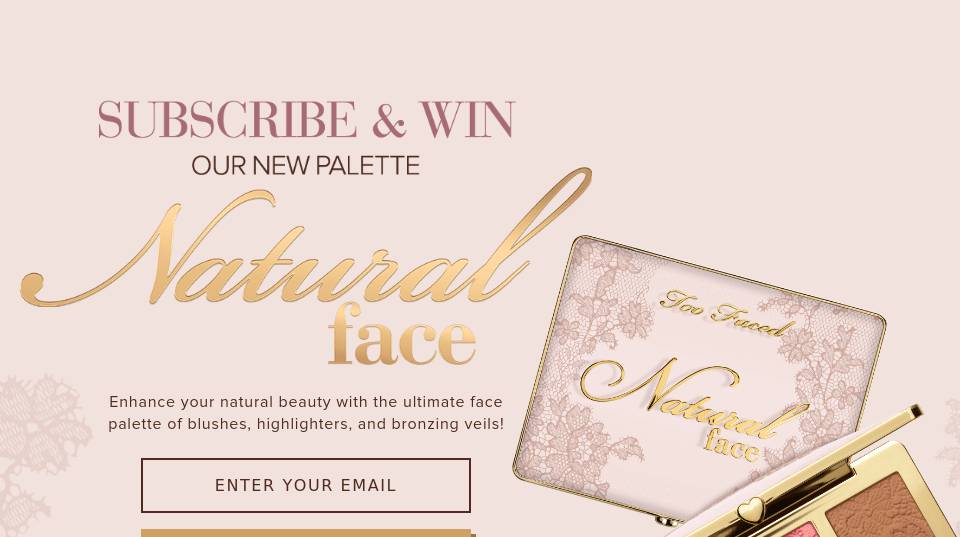 SUBSCRIBE & WIN
OUR NEW PALETTE
Natural
face
Enhance your natural beauty with the ultimate face
palette of blushes, highlighters, and bronzing veils!
ENTER YOUR EMAIL
Too Faced
Natural
face